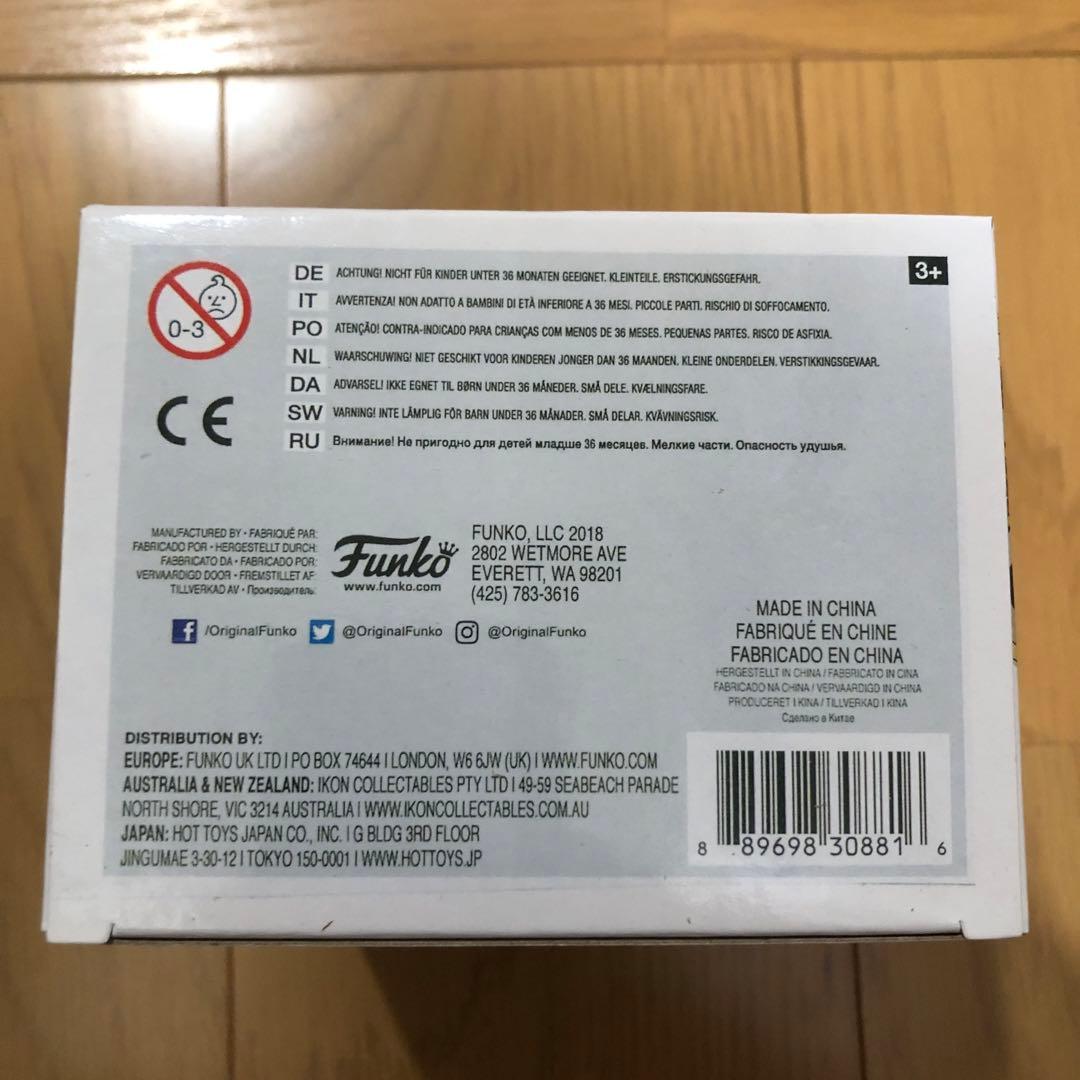 0-3
3+
DE ACHTUNG! NICHT FÜR KINDER UNTER 36 MONATEN GEEIGNET. KLEINTEILE. ERSTICKUNGSGEFAHR.
IT AVVERTENZA! NON ADATTO A BAMBINI DI ETÀ INFERIORE A 36 MESI. PICCOLE PARTI. RISCHIO DI SOFFOCAMENTO.
PO ATENÇÃO! CONTRA-INDICADO PARA CRIANÇAS COM MENOS DE 36 MESES. PEQUENAS PARTES. RISCO DE ASFIXIA.
NL WAARSCHUWING! NIET GESCHIKT VOOR KINDEREN JONGER DAN 36 MAANDEN. KLEINE ONDERDELEN. VERSTIKKINGSGEVAAR.
DA ADVARSEL! IKKE EGNET TIL BØRN UNDER 36 MÅNEDER. SMÅ DELE. KVÆLNINGSFARE.
SW VARNING! INTE LÄMPLIG FÖR BARN UNDER 36 MÅNADER. SMÅ DELAR. KVÄVNINGSRISK.
RU Внимание! Не пригодно для детей младше 36 месяцев. Мелкие части. Опасность удушья.
CE
MANUFACTURED BY • FABRIQUÉ PAR:
FABRICADO POR • HERGESTELLT DURCH:
FABBRICATO DA • FABRICADO POR:
VERVAARDIGD DOOR • FREMSTILLET AF
TILLVERKAD AV • Производитель:
Funko
www.funko.com
FUNKO, LLC 2018
2802 WETMORE AVE
EVERETT, WA 98201
(425) 783-3616
/OriginalFunko @OriginalFunko @OriginalFunko
MADE IN CHINA
FABRIQUÉ EN CHINE
FABRICADO EN CHINA
HERGESTELLT IN CHINA / FABBRICATO IN CINA
FABRICADO NA CHINA / VERVAARDIGD IN CHINA
PRODUCERET I KINA / TILLVERKAD I KINA
Сделано в Китае
DISTRIBUTION BY:
EUROPE: FUNKO UK LTD I PO BOX 74644 I LONDON, W6 6JW (UK) I WWW.FUNKO.COM
AUSTRALIA & NEW ZEALAND: IKON COLLECTABLES PTY LTD I 49-59 SEABEACH PARADE
NORTH SHORE, VIC 3214 AUSTRALIA I WWW.IKONCOLLECTABLES.COM.AU
JAPAN: HOT TOYS JAPAN CO., INC. I G BLDG 3RD FLOOR
JINGUMAE 3-30-12 I TOKYO 150-0001 I WWW.HOTTOYS.JP
8 89698 30881 6